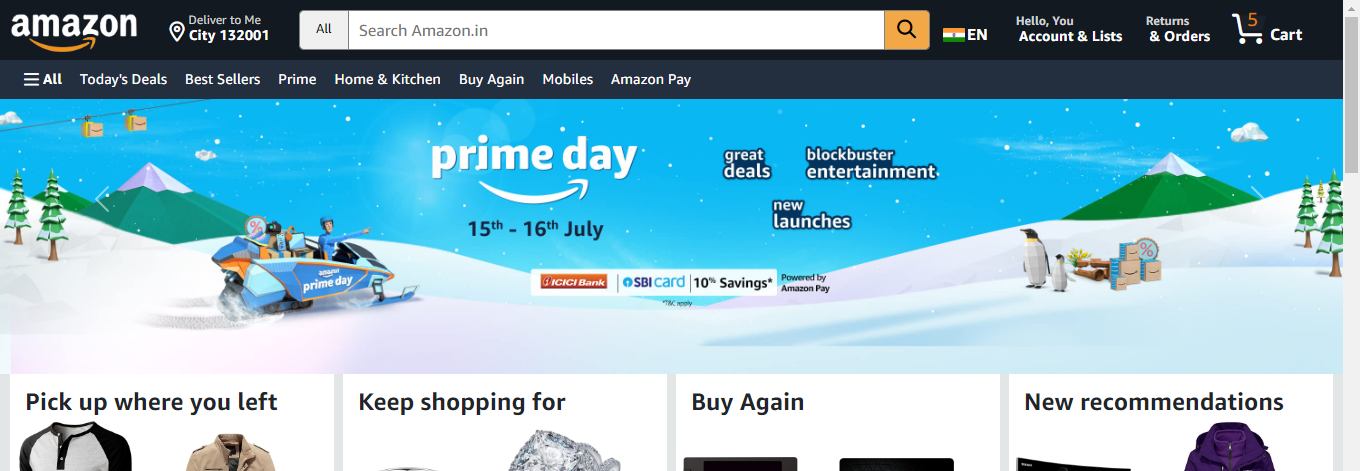 amazon
Deliver to Me
City 132001
All
Search Amazon.in
EN
Hello, You
Account & Lists
Returns
& Orders
5
Cart
All
Today's Deals
Best Sellers
Prime
Home & Kitchen
Buy Again
Mobiles
Amazon Pay
prime day
15th - 16th July
great
deals
blockbuster
entertainment
new
launches
amazon
prime day
ICICI Bank
SBI card
10% Savings*
Powered by
Amazon Pay
*T&C apply
Pick up where you left
Keep shopping for
Buy Again
New recommendations